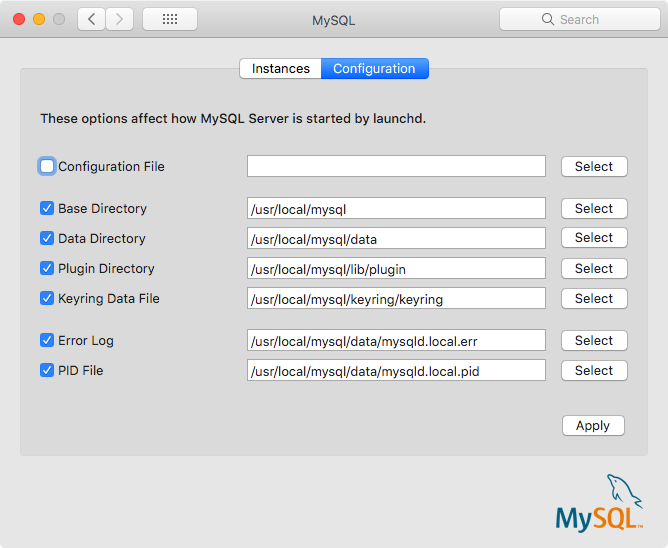 MySQL
Search
Instances Configuration
These options affect how MySQL Server is started by launchd.
Configuration File Select
Base Directory /usr/local/mysql Select
Data Directory /usr/local/mysql/data Select
Plugin Directory /usr/local/mysql/lib/plugin Select
Keyring Data File /usr/local/mysql/keyring/keyring Select
Error Log /usr/local/mysql/data/mysqld.local.err Select
PID File /usr/local/mysql/data/mysqld.local.pid Select
Apply
MySQL™